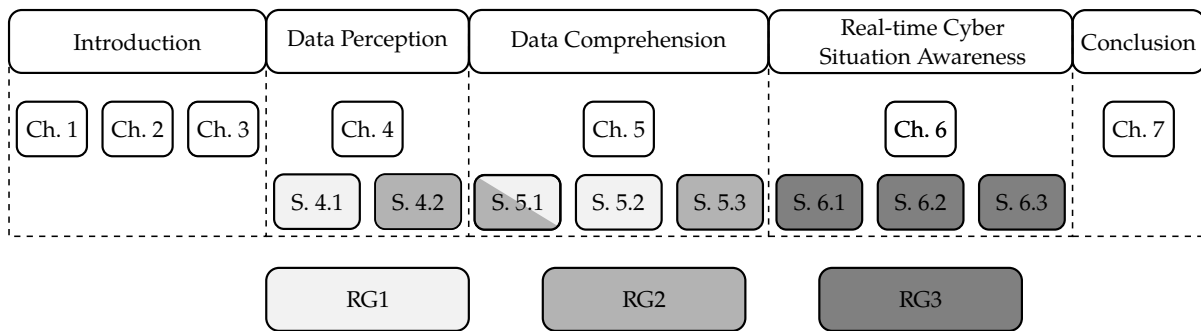 Introduction
Data Perception
Data Comprehension
Real-time Cyber
Situation Awareness
Conclusion
Ch. 1
Ch. 2
Ch. 3
Ch. 4
Ch. 5
Ch. 6
Ch. 7
S. 4.1
S. 4.2
S. 5.1
S. 5.2
S. 5.3
S. 6.1
S. 6.2
S. 6.3
RG1
RG2
RG3